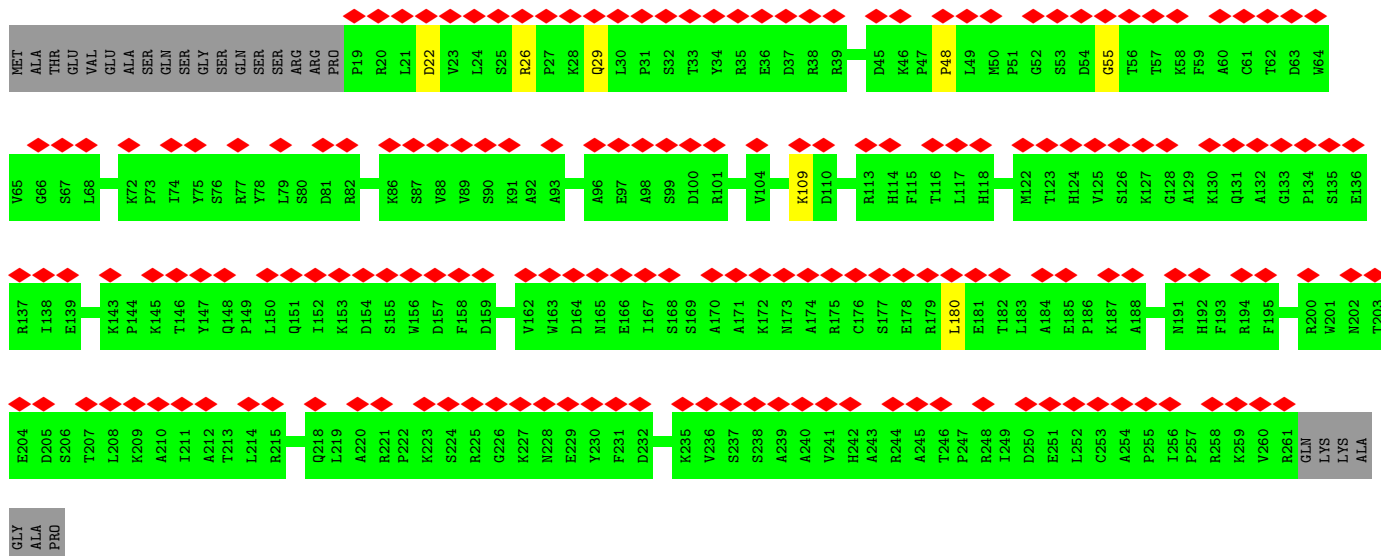 MET ALA THR GLU VAL GLU ALA SER GLN SER GLY SER GLN SER SER ARG ARG PRO P19 R20 L21 D22 V23 L24 S25 R26 P27 K28 Q29 L30 P31 S32 T33 Y34 R35 E36 D37 R38 R39 D45 K46 P47 P48 L49 M50 P51 G52 S53 D54 G55 T56 T57 K58 F59 A60 C61 T62 D63 W64
V65 G66 S67 L68 K72 P73 I74 Y75 S76 R77 Y78 L79 S80 D81 R82 K86 S87 V88 V89 S90 K91 A92 A93 A96 E97 A98 S99 D100 R101 V104 K109 D110 R113 H114 F115 T116 L117 H118 M122 T123 H124 V125 S126 K127 G128 A129 K130 Q131 A132 G133 P134 S135 E136
R137 I138 E139 K143 P144 K145 T146 Y147 Q148 P149 L150 Q151 I152 K153 D154 S155 W156 D157 F158 D159 V162 W163 D164 N165 E166 I167 S168 S169 A170 A171 K172 N173 A174 R175 C176 S177 E178 R179 L180 E181 T182 L183 A184 E185 P186 K187 A188 N191 H192 F193 R194 F195 R200 W201 N202 T203
E204 D205 S206 T207 L208 K209 A210 I211 A212 T213 L214 R215 Q218 L219 A220 R221 P222 K223 S224 R225 G226 K227 N228 E229 Y230 F231 D232 K235 V236 S237 S238 A239 A240 V241 H242 A243 R244 A245 T246 P247 R248 I249 D250 E251 L252 C253 A254 P255 I256 P257 R258 K259 V260 R261 GLN LYS LYS ALA
GLY ALA PRO